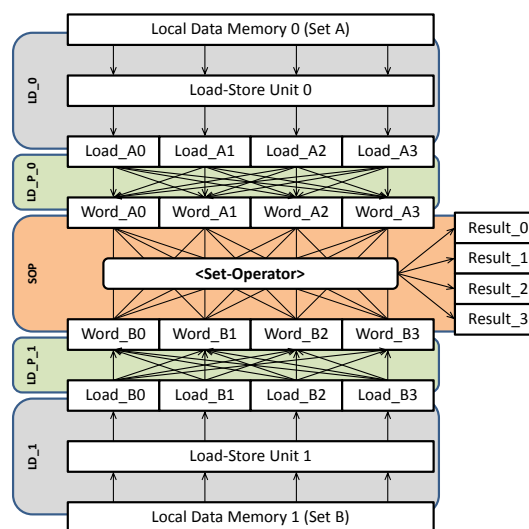 Local Data Memory 0 (Set A)
LD_0
Load-Store Unit 0
Load_A0 Load_A1 Load_A2 Load_A3
LD_P_0
Word_A0 Word_A1 Word_A2 Word_A3
SOP
<Set-Operator>
Result_0
Result_1
Result_2
Result_3
Word_B0 Word_B1 Word_B2 Word_B3
LD_P_1
Load_B0 Load_B1 Load_B2 Load_B3
LD_1
Load-Store Unit 1
Local Data Memory 1 (Set B)